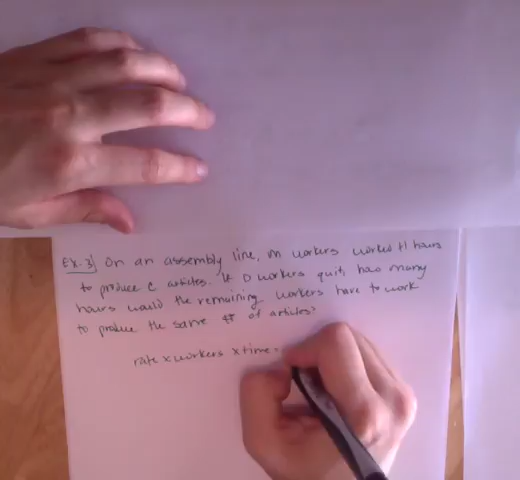 Ex-3] On an assembly line, m workers worked H hours
to produce C articles. If D workers quit, how many
hours would the remaining workers have to work
to produce the same # of articles?
rate x workers x time =